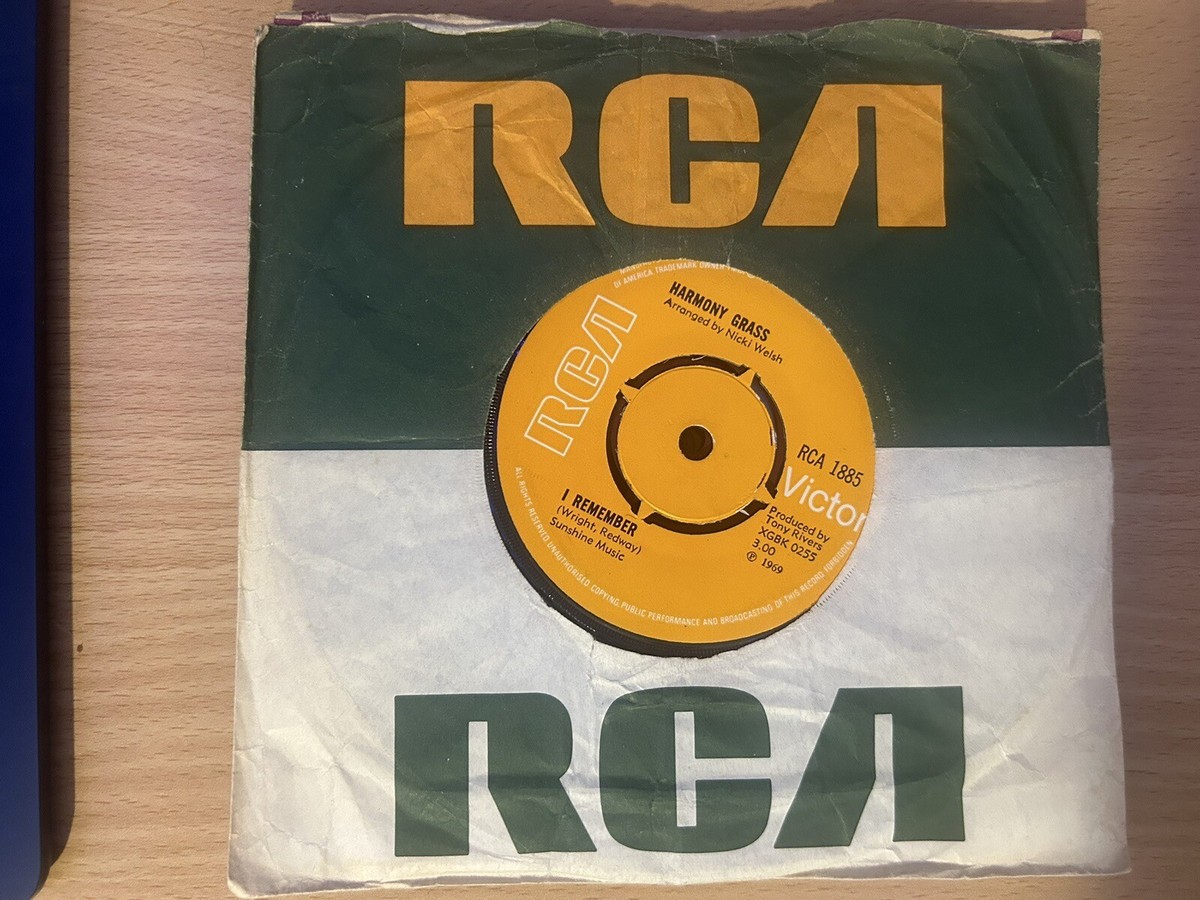 RCA
OF AMERICA. TRADEMARK OWNER
HARMONY GRASS
Arranged by Nicki Welsh
RCA
RCA 1885
Victor
I REMEMBER
(Wright, Redway)
Sunshine Music
Produced by
Tony Rivers
XGBK 0255
3.00
℗ 1969
ALL RIGHTS RESERVED. UNAUTHORISED COPYING, PUBLIC PERFORMANCE AND BROADCASTING OF THIS RECORD FORBIDDEN
RCA